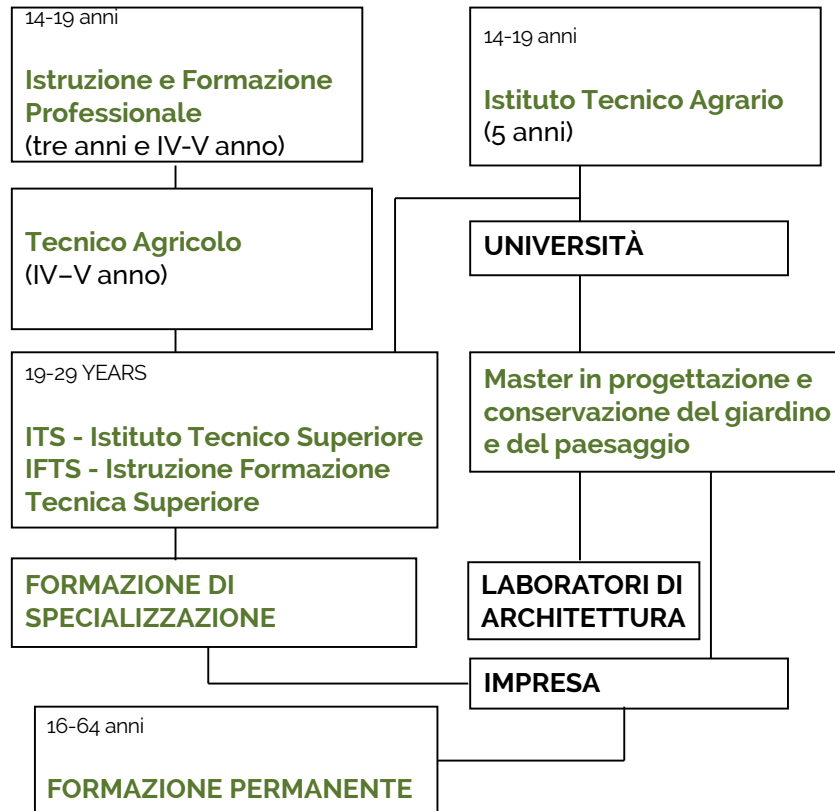 14-19 anni
Istruzione e Formazione
Professionale
(tre anni e IV-V anno)
14-19 anni
Istituto Tecnico Agrario
(5 anni)
Tecnico Agricolo
(IV–V anno)
UNIVERSITÀ
19-29 YEARS
ITS - Istituto Tecnico Superiore
IFTS - Istruzione Formazione
Tecnica Superiore
Master in progettazione e
conservazione del giardino
e del paesaggio
FORMAZIONE DI
SPECIALIZZAZIONE
LABORATORI DI
ARCHITETTURA
IMPRESA
16-64 anni
FORMAZIONE PERMANENTE